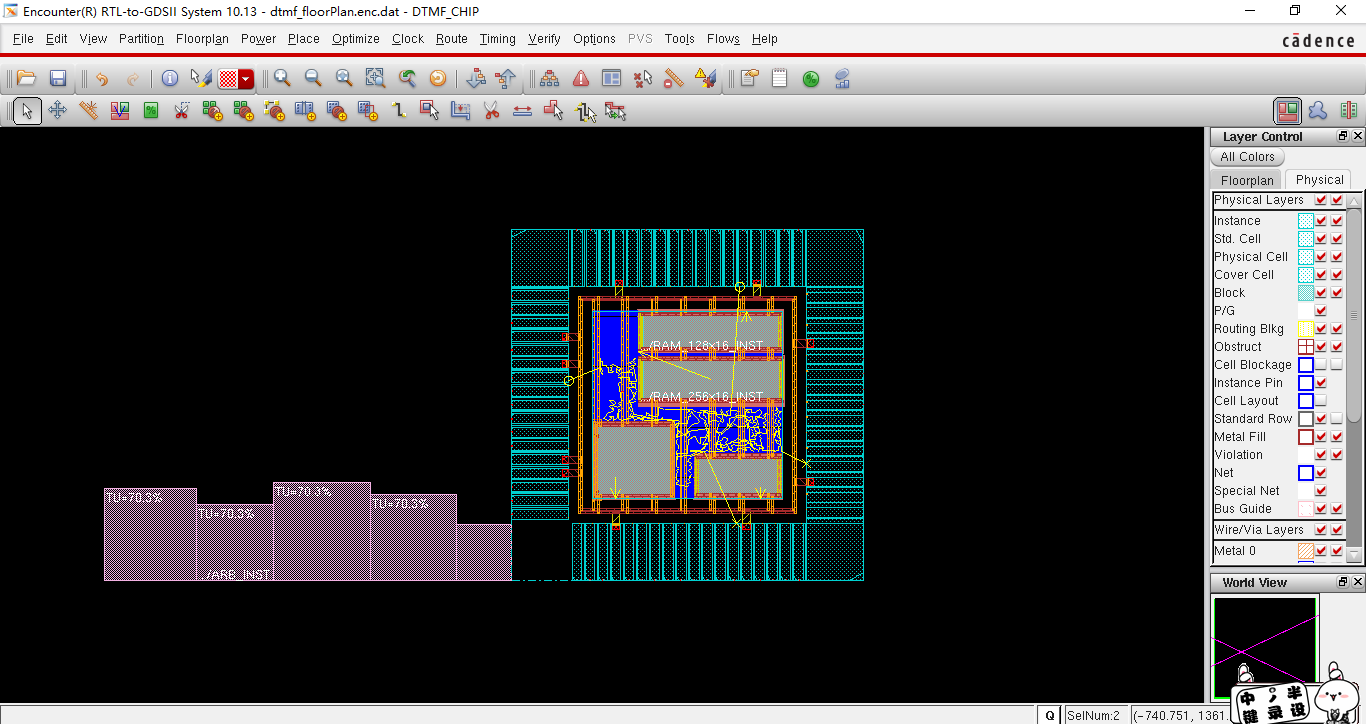 Encounter(R) RTL-to-GDSII System 10.13 - dtmf_floorPlan.enc.dat - DTMF_CHIP
File Edit View Partition Floorplan Power Place Optimize Clock Route Timing Verify Options PVS Tools Flows Help
cādence
Layer Control
All Colors
Floorplan Physical
Physical Layers
Instance
Std. Cell
Physical Cell
Cover Cell
Block
P/G
Routing Blkg
Obstruct
Cell Blockage
Instance Pin
Cell Layout
Standard Row
Metal Fill
Violation
Net
Special Net
Bus Guide
Wire/Via Layers
Metal 0
../RAM_128x16_INST
../RAM_256x16_INST
TU=70.3%
TU=70.3%
TU=70.3%
TU=70.3%
../ARB_INST
World View
中 半
键 录 设
Q SelNum:2 (-740.751, 1361.